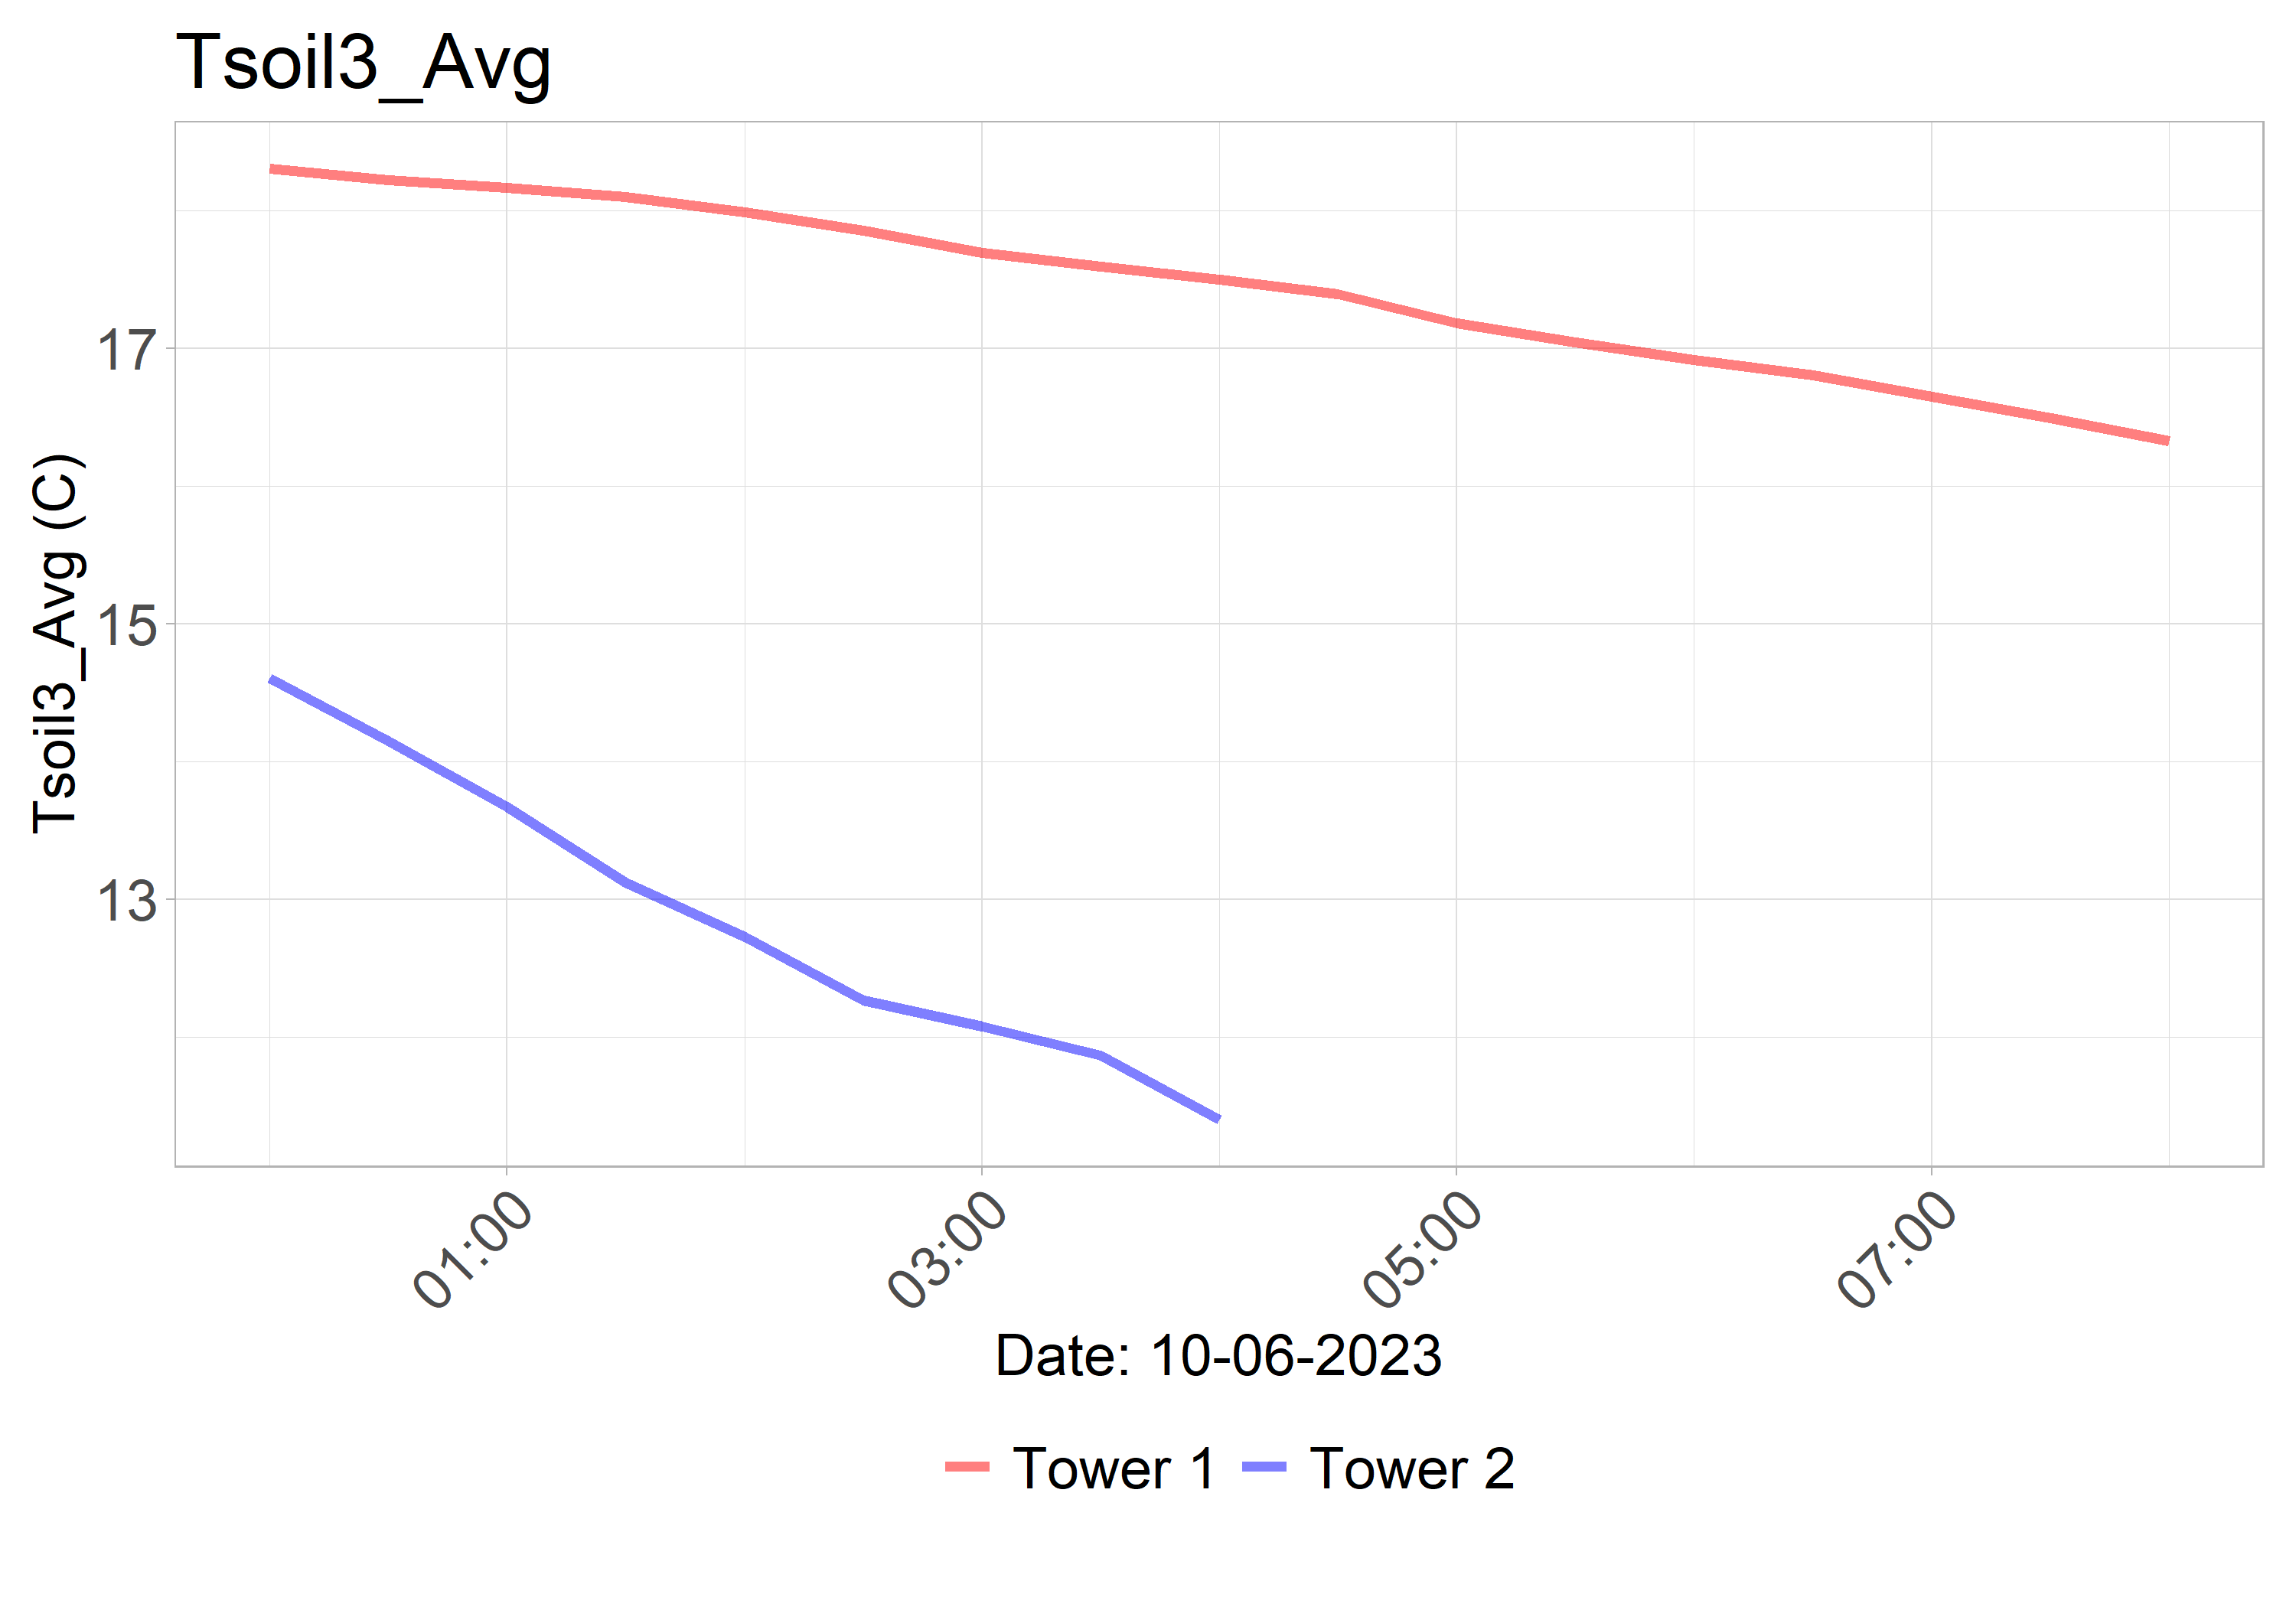 Tsoil3_Avg
Tsoil3_Avg (C)
17
15
13
01:00 03:00 05:00 07:00
Date: 10-06-2023
Tower 1 Tower 2